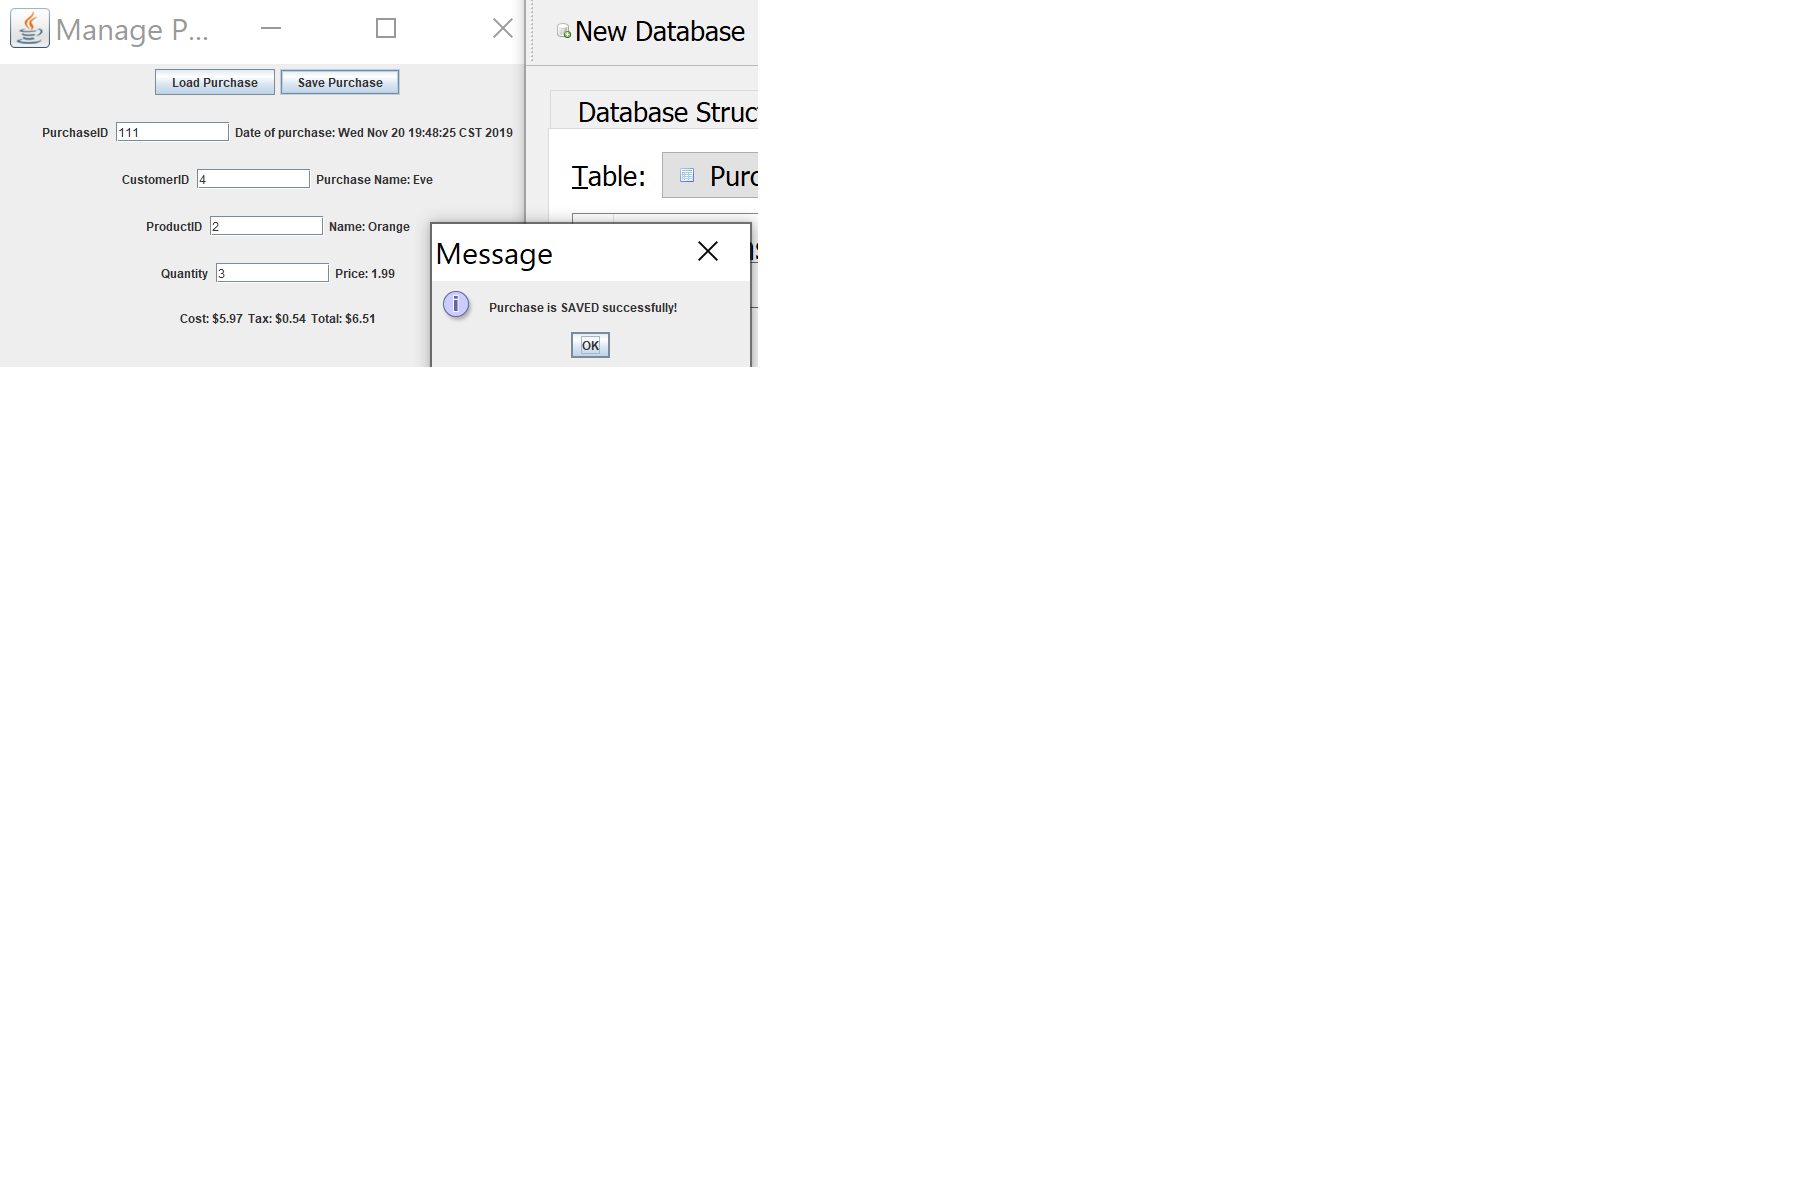 Manage P...
Load Purchase Save Purchase
PurchaseID 111 Date of purchase: Wed Nov 20 19:48:25 CST 2019
CustomerID 4 Purchase Name: Eve
ProductID 2 Name: Orange
Quantity 3 Price: 1.99
Cost: $5.97 Tax: $0.54 Total: $6.51
New Database
Database Struc
Table: Purc
Message
Purchase is SAVED successfully!
OK